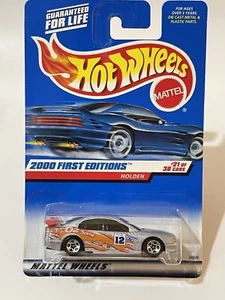 GUARANTEED
FOR LIFE
FOR AGES
OVER 3 YEARS
DIE CAST METAL &
PLASTIC PARTS.
Hot Wheels
MATTEL
2000 FIRST EDITIONS
#21 OF
36 CARS
HOLDEN
12
MATTEL WHEELS